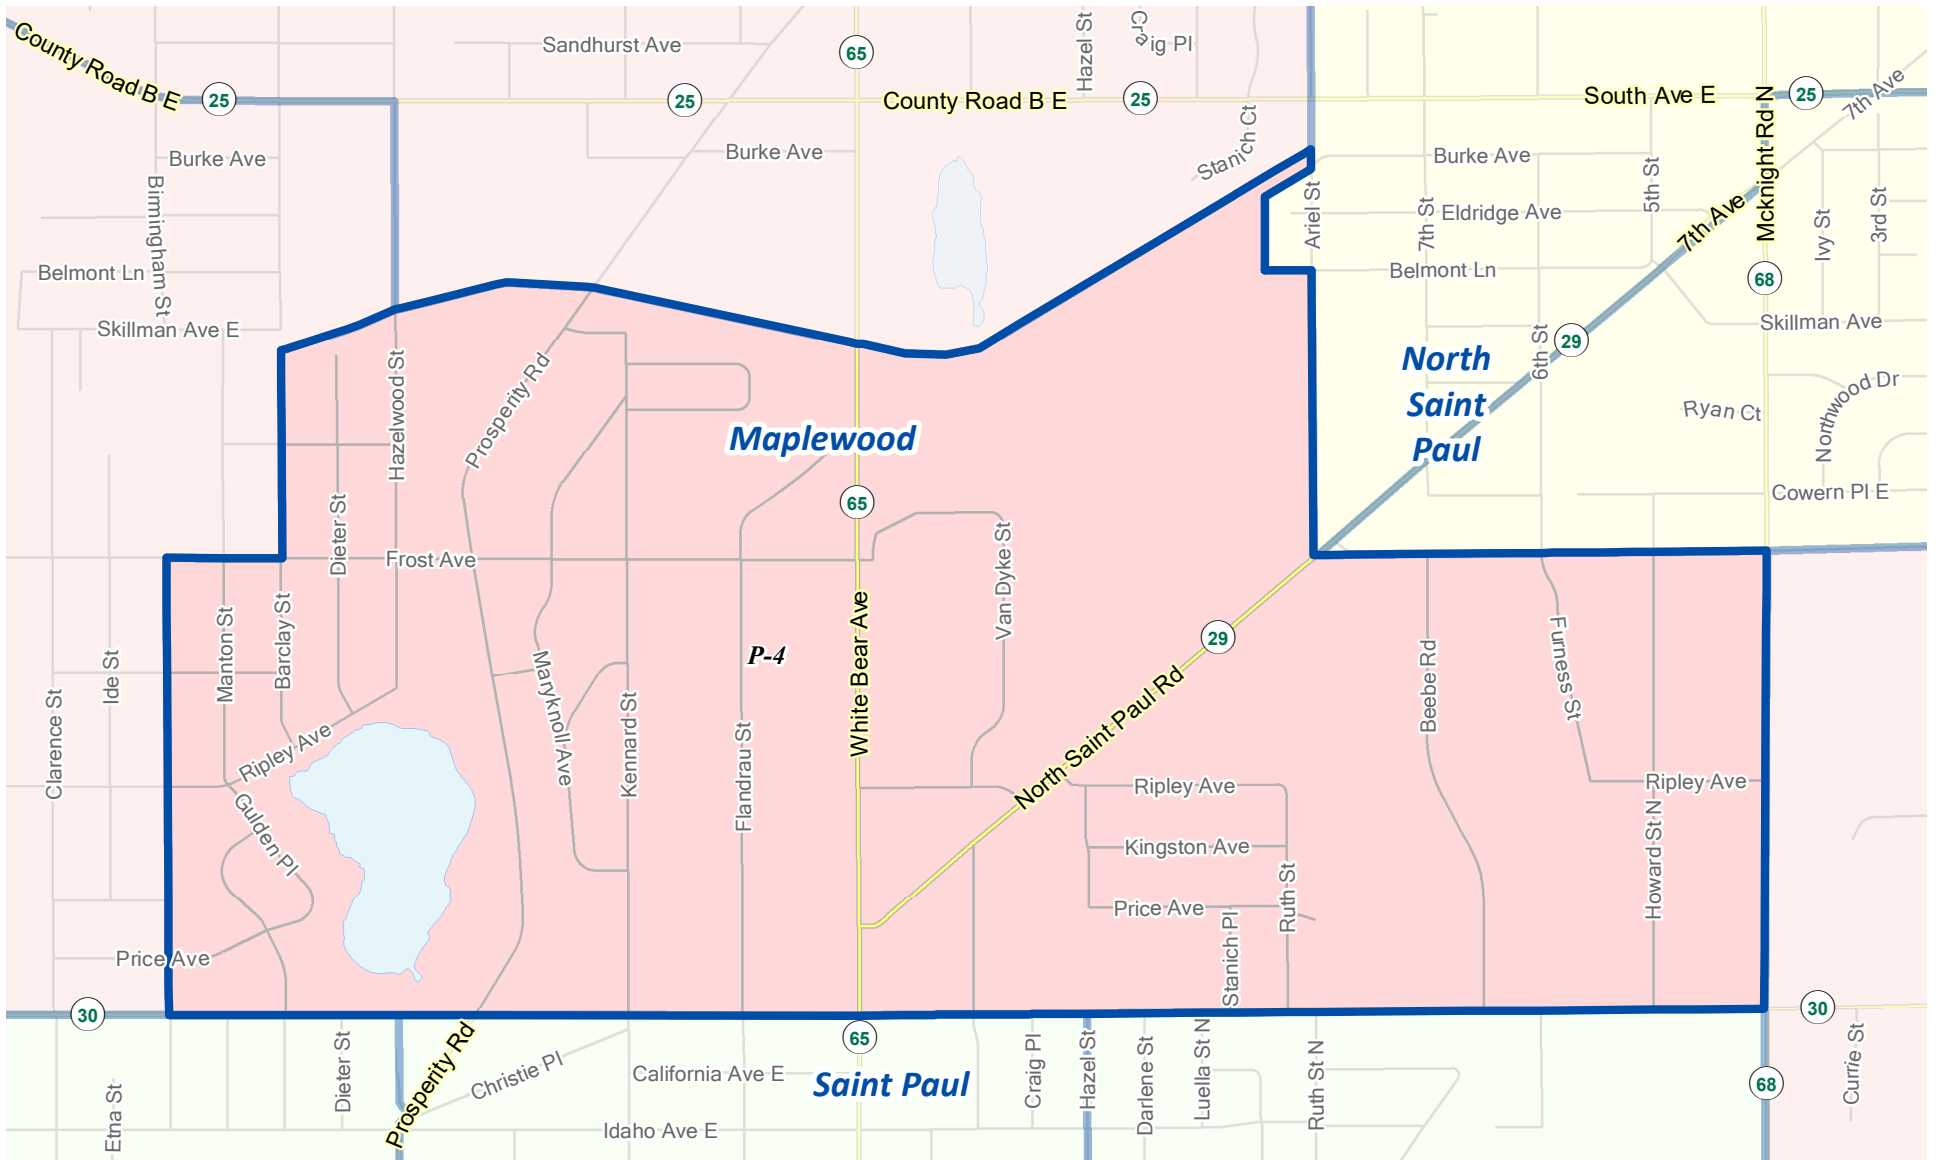 Sandhurst Ave
65
Hazel St
Craig Pl
County Road B E
25
25
County Road B E
25
South Ave E
Mcknight Rd N
25
7th Ave
Burke Ave
Burke Ave
Stanich Ct
Burke Ave
Birmingham St
5th St
Ariel St
7th St
Eldridge Ave
7th Ave
Ivy St
3rd St
Belmont Ln
Belmont Ln
68
Skillman Ave E
Skillman Ave
Hazelwood St
Prosperity Rd
North
Saint
Paul
6th St
29
Northwood Dr
Ryan Ct
Maplewood
65
Cowern Pl E
Dieter St
Frost Ave
Van Dyke St
Manton St
Barclay St
White Bear Ave
P-4
29
Ide St
Clarence St
Maryknoll Ave
Kennard St
Flandrau St
North Saint Paul Rd
Beebe Rd
Furness St
Ripley Ave
Ripley Ave
Ripley Ave
Gulden Pl
Kingston Ave
Howard St N
Price Ave
Ruth St
Stanich Pl
Price Ave
30
30
65
Dieter St
Prosperity Rd
Christie Pl
California Ave E
Saint Paul
Craig Pl
Hazel St
Darlene St
Luella St N
Ruth St N
68
Currie St
Etna St
Idaho Ave E